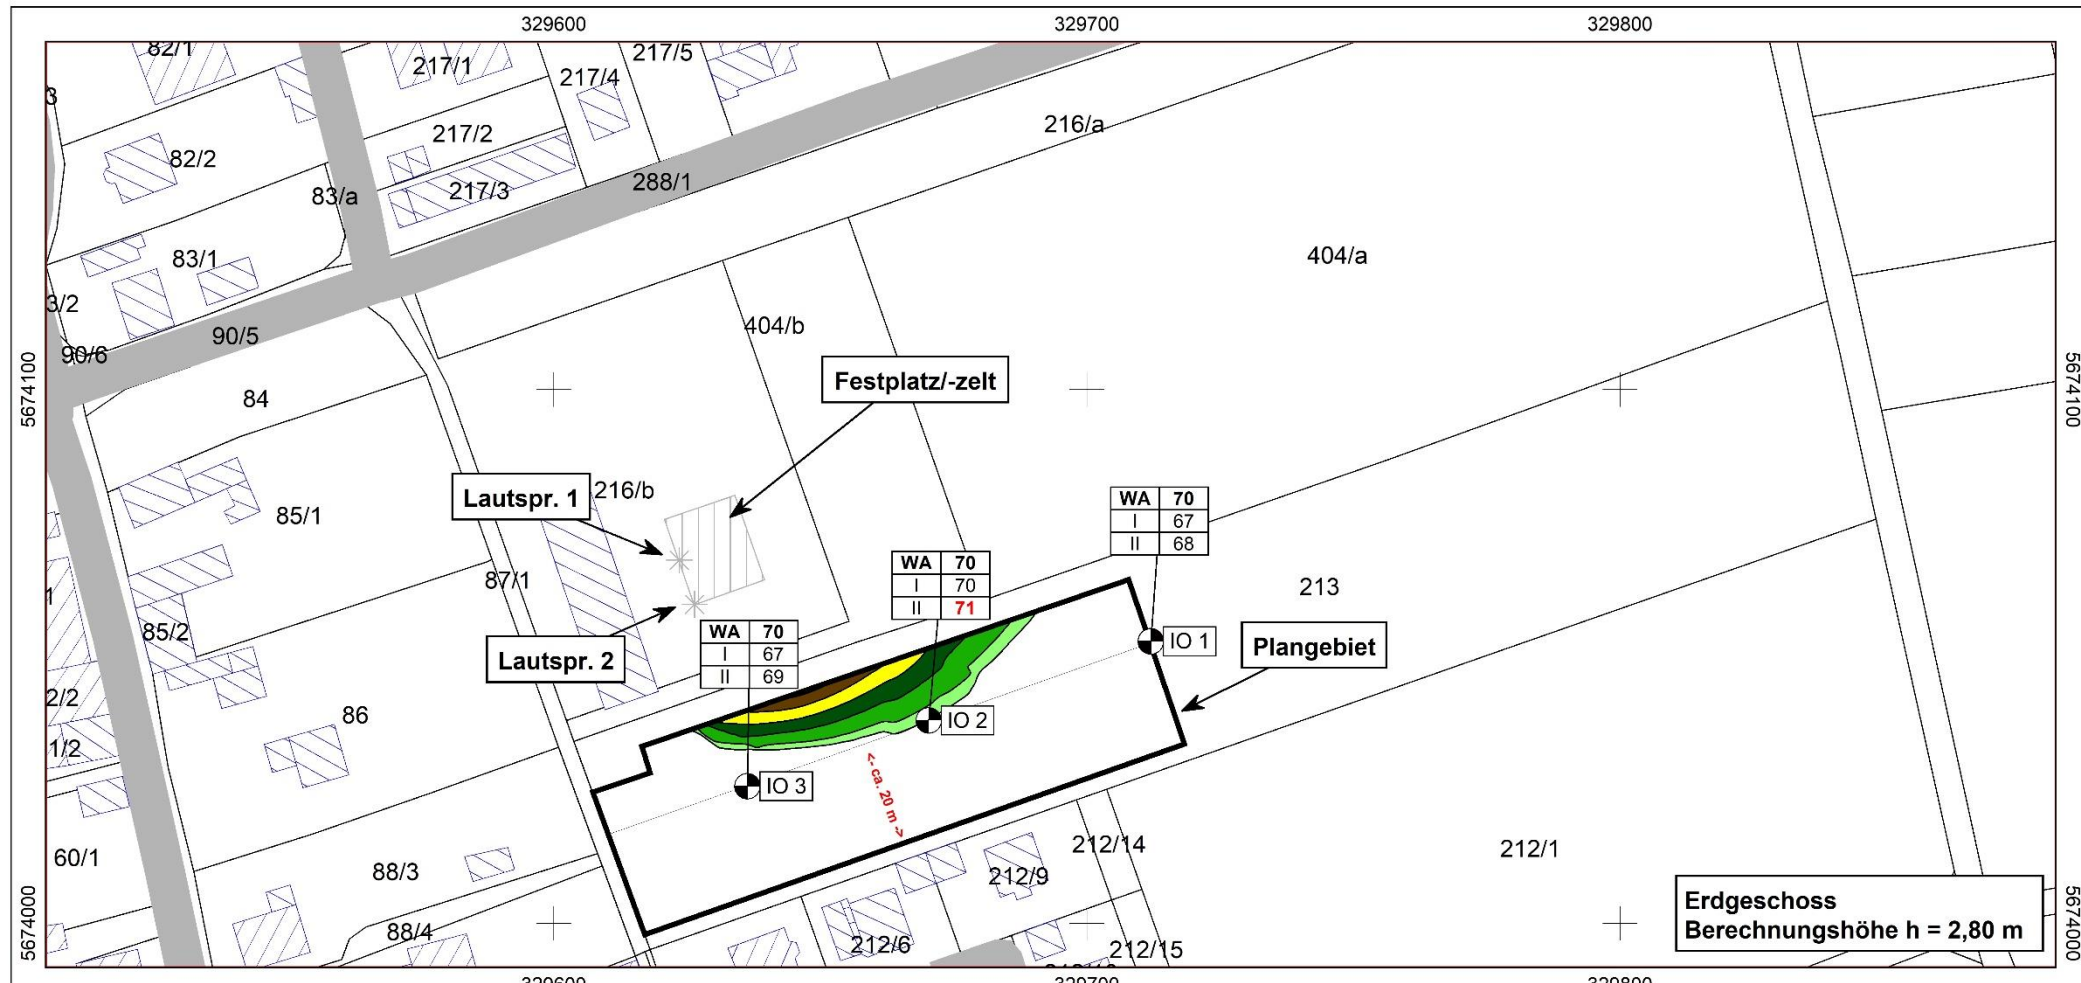 329600
329700
329800
82/1
217/1
217/4
217/5
3
217/2
82/2
83/a
217/3
288/1
216/a
83/1
404/a
3/2
90/6
90/5
404/b
5674100
5674100
84
Festplatz/-zelt
Lautspr. 1
216/b
85/1
WA 70
I 67
II 68
WA 70
I 70
II 71
87/1
213
1
85/2
Lautspr. 2
WA 70
I 67
II 69
IO 1
Plangebiet
2/2
86
IO 2
1/2
IO 3
<- ca. 20 m ->
60/1
88/3
212/14
212/1
212/9
Erdgeschoss
Berechnungshöhe h = 2,80 m
88/4
212/6
212/15
5674000
5674000
329600
329700
329800